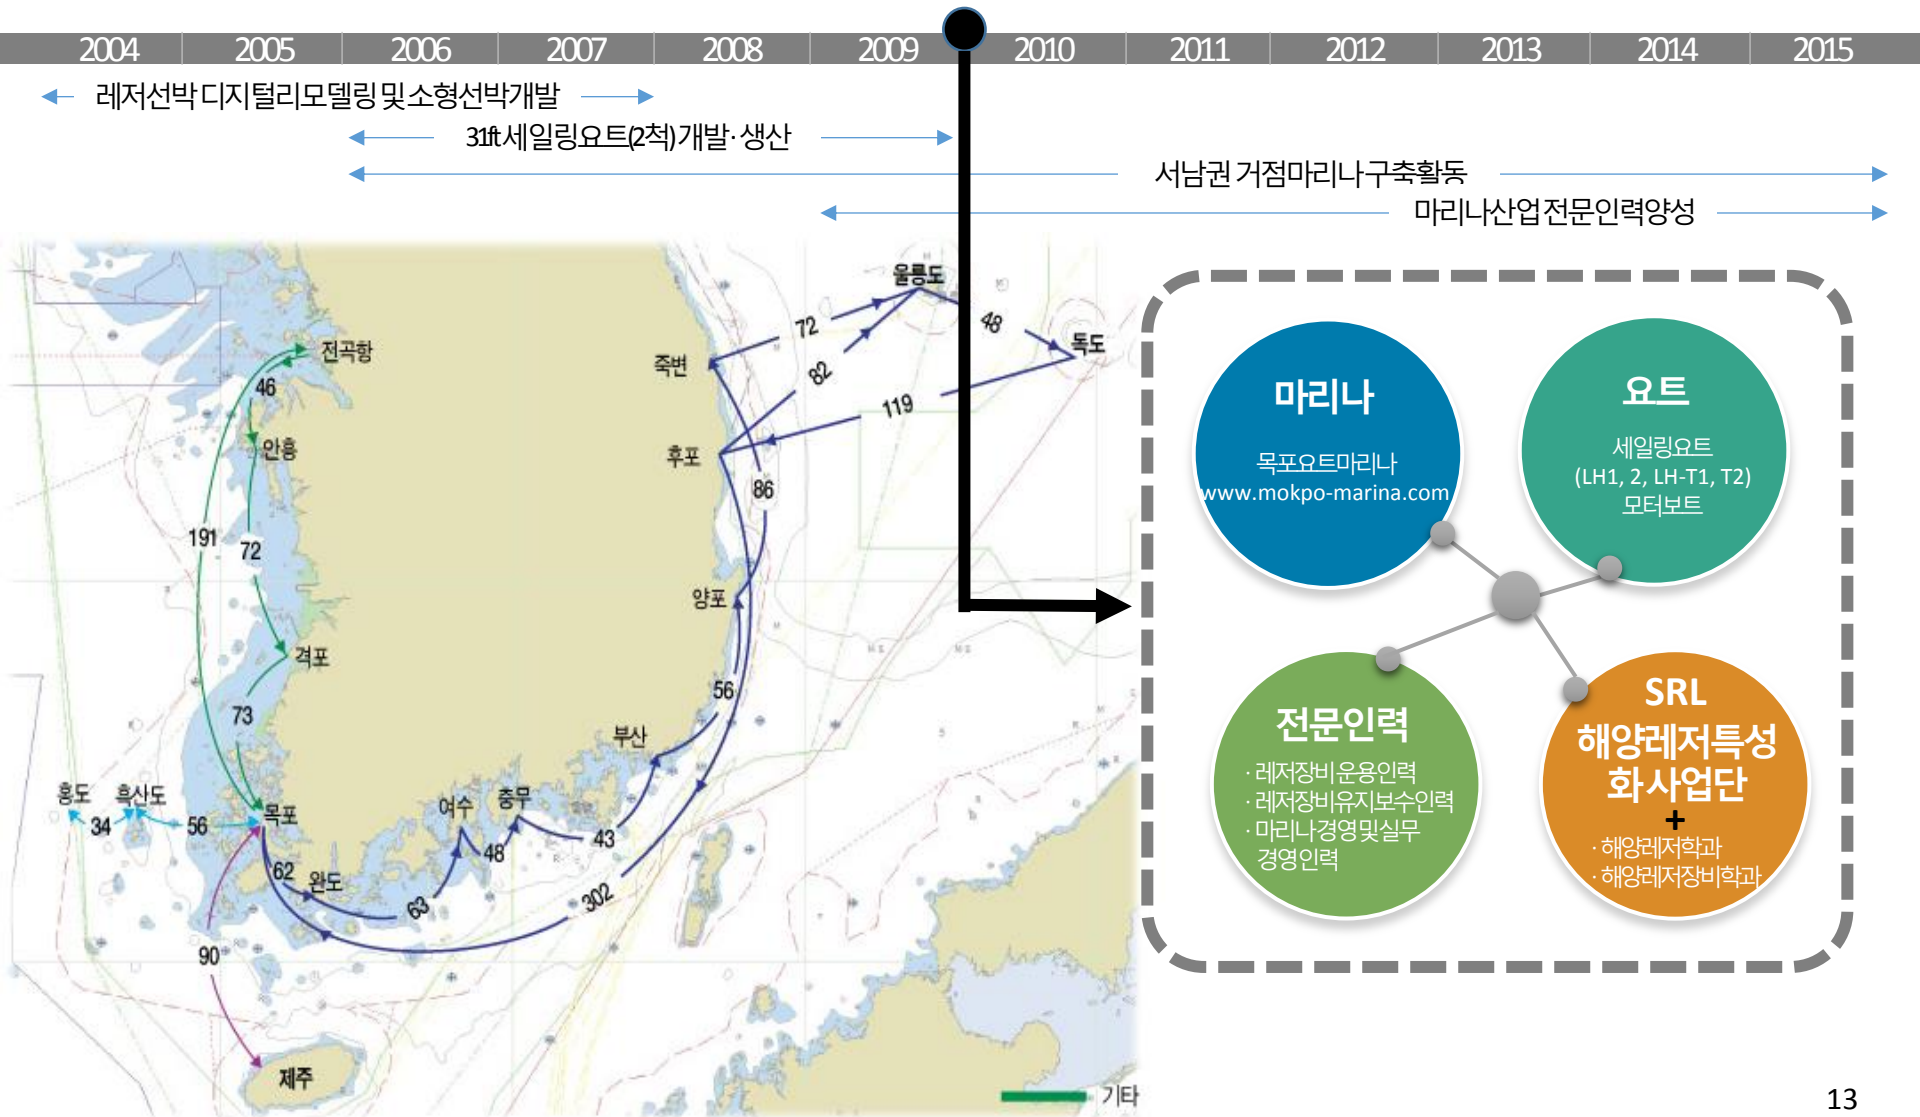 2004 2005 2006 2007 2008 2009 2010 2011 2012 2013 2014 2015
레저선박 디지털리모델링 및 소형선박개발
31ft세일링요트(2척) 개발·생산
서남권 거점마리나 구축활동
마리나산업 전문인력양성
울릉도
72
48
독도
전곡항
죽변
82
46
119
안흥
후포
86
191
72
양포
격포
56
73
부산
홍도
흑산도
여수
충무
34
56
목포
43
48
62
완도
63
302
90
제주
기타
마리나
목포요트마리나
www.mokpo-marina.com
요트
세일링요트
(LH1, 2, LH-T1, T2)
모터보트
전문인력
· 레저장비 운용인력
· 레저장비유지보수인력
· 마리나경영및실무
경영인력
SRL
해양레저특성
화 사업단
+
· 해양레저학과
· 해양레저장비학과
13